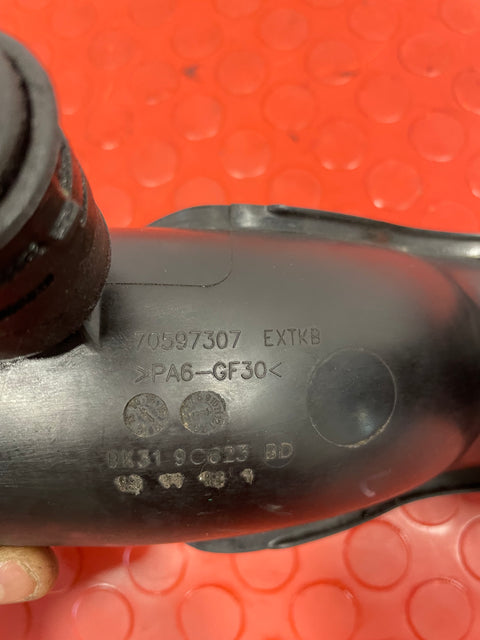 70597307 EXTKB
>PA6-GF30<
BK31 9C623 BD